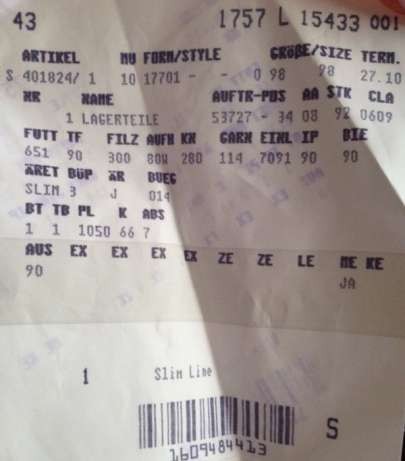 43 1757 L 15433 001
ARTIKEL MU FORM/STYLE GRÖßE/SIZE TERM.
S 401824/ 1 10 17701 - - 0 98 98 27.10
NR NAME AUFTR-POS AA STK CLA
1 LAGERTEILE 53727 - 34 08 92 0609
FUTT TF FILZ AUFH KN GARN EINL IP BIE
651 90 300 80W 280 114 7091 90 90
ÄRET BÜP ÄR BUEG
SLIM 3 J 014
BT TB PL K ABS
1 1 1050 66 7
AUS EX EX EX EX ZE ZE LE ME KE
90 JA
1 Slim Line
S
1609484413